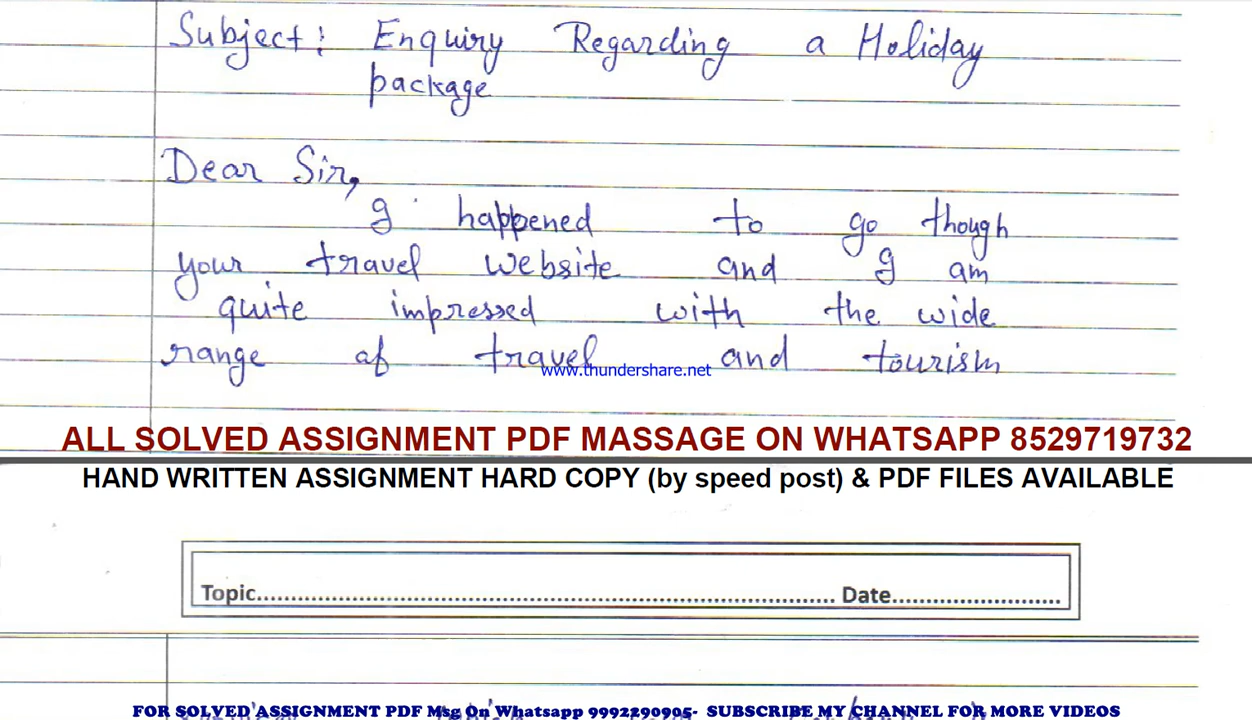 Subject: Enquiry Regarding a Holiday
package
Dear Sir,
I happened to go though
your travel website and I am
quite impressed with the wide
range of travel and tourism
www.thundershare.net
ALL SOLVED ASSIGNMENT PDF MASSAGE ON WHATSAPP 8529719732
HAND WRITTEN ASSIGNMENT HARD COPY (by speed post) & PDF FILES AVAILABLE
Topic.................................................................................... Date.........................
FOR SOLVED ASSIGNMENT PDF Msg On Whatsapp 9992290905- SUBSCRIBE MY CHANNEL FOR MORE VIDEOS